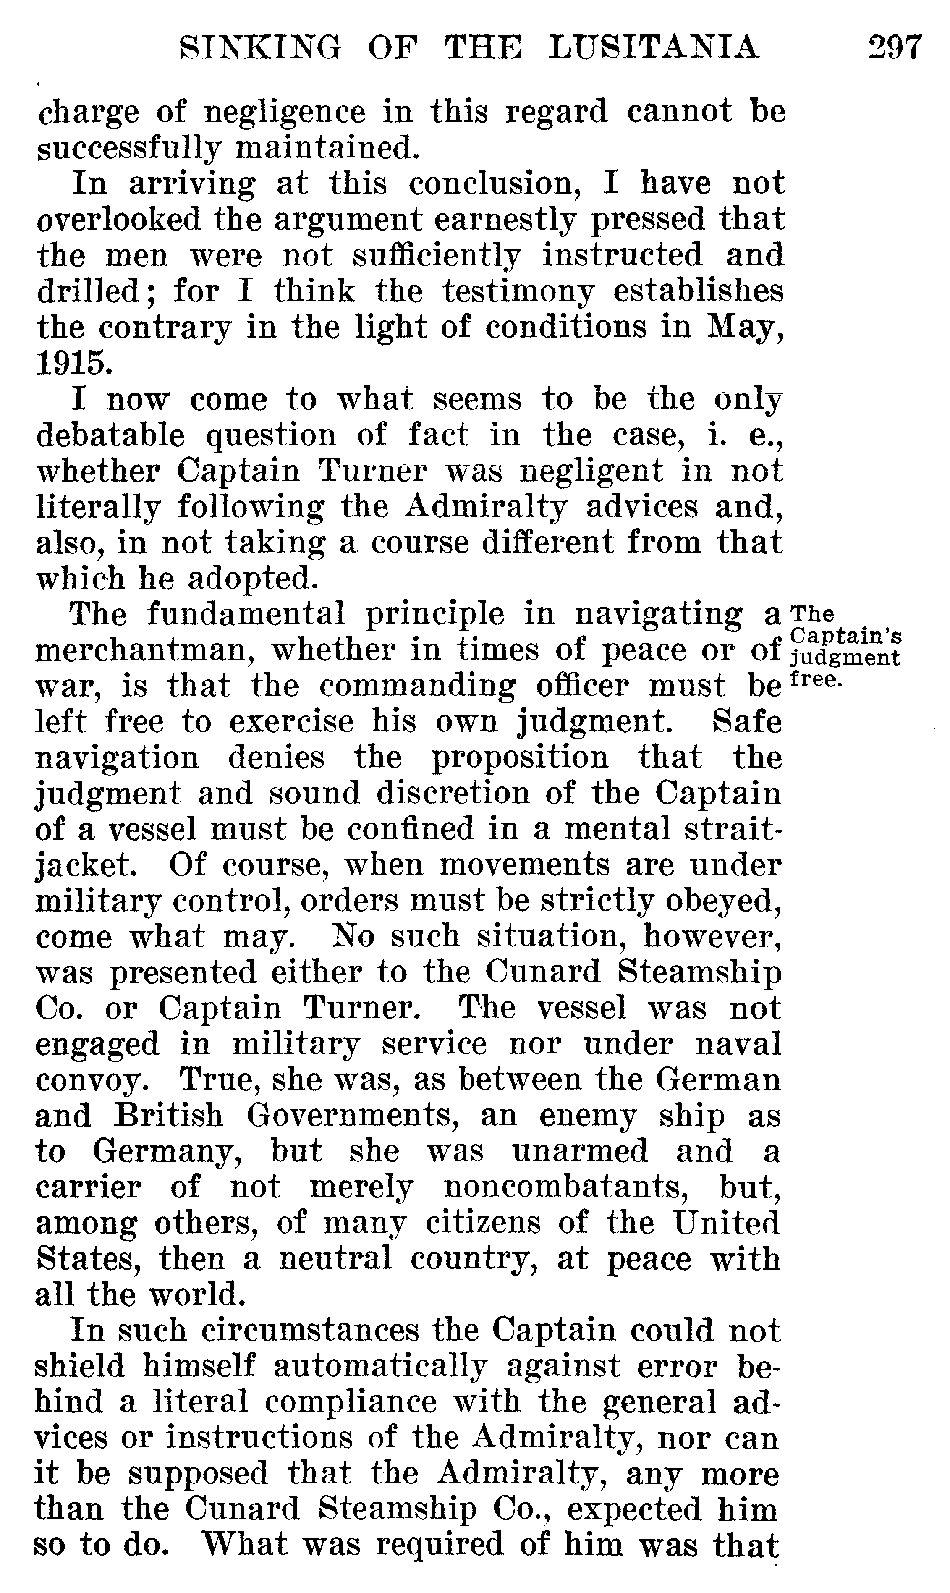 SINKING OF THE LUSITANIA 297
charge of negligence in this regard cannot be
successfully maintained.
In arriving at this conclusion, I have not
overlooked the argument earnestly pressed that
the men were not sufficiently instructed and
drilled; for I think the testimony establishes
the contrary in the light of conditions in May,
1915.
I now come to what seems to be the only
debatable question of fact in the case, i. e.,
whether Captain Turner was negligent in not
literally following the Admiralty advices and,
also, in not taking a course different from that
which he adopted.
The fundamental principle in navigating a
merchantman, whether in times of peace or of
war, is that the commanding officer must be
left free to exercise his own judgment. Safe
navigation denies the proposition that the
judgment and sound discretion of the Captain
of a vessel must be confined in a mental strait-
jacket. Of course, when movements are under
military control, orders must be strictly obeyed,
come what may. No such situation, however,
was presented either to the Cunard Steamship
Co. or Captain Turner. The vessel was not
engaged in military service nor under naval
convoy. True, she was, as between the German
and British Governments, an enemy ship as
to Germany, but she was unarmed and a
carrier of not merely noncombatants, but,
among others, of many citizens of the United
States, then a neutral country, at peace with
all the world.
In such circumstances the Captain could not
shield himself automatically against error be-
hind a literal compliance with the general ad-
vices or instructions of the Admiralty, nor can
it be supposed that the Admiralty, any more
than the Cunard Steamship Co., expected him
so to do. What was required of him was that
The
Captain's
judgment
free.